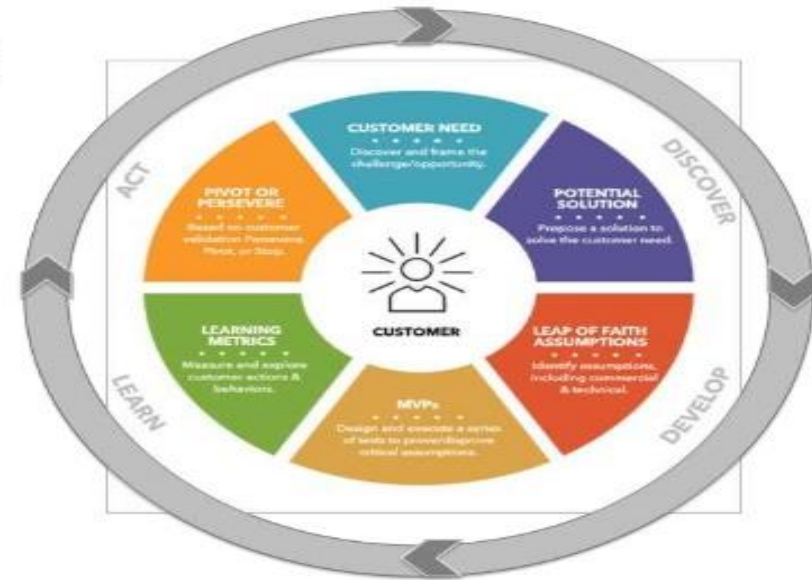 CUSTOMER NEED
Discover and frame the
challenge/opportunity.
DISCOVER
POTENTIAL
SOLUTION
Propose a solution to
solve the customer need.
LEAP OF FAITH
ASSUMPTIONS
Identify assumptions,
including commercial
& technical.
DEVELOP
MVPs
Design and execute a series
of tests to prove/disprove
critical assumptions.
LEARN
LEARNING
METRICS
Measure and explore
customer actions &
behaviors.
ACT
PIVOT OR
PERSEVERE
Based on customer
validation Persevere,
Pivot, or Stop.
CUSTOMER